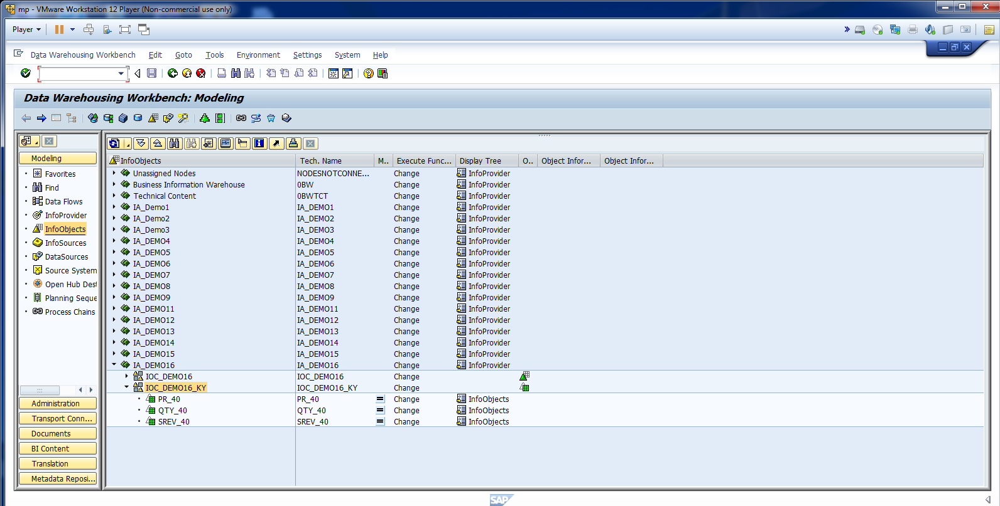 mp - VMware Workstation 12 Player (Non-commercial use only)
Player
Data Warehousing Workbench Edit Goto Tools Environment Settings System Help
Data Warehousing Workbench: Modeling
Modeling
Favorites
Find
Data Flows
InfoProvider
InfoObjects
InfoSources
DataSources
Source System
Open Hub Dest
Planning Seque
Process Chains
Administration
Transport Conn...
Documents
BI Content
Translation
Metadata Reposi...
InfoObjects Tech. Name M.. Execute Func... Display Tree O.. Object Infor... Object Infor...
Unassigned Nodes NODESNOTCONNE... Change InfoProvider
Business Information Warehouse 0BW Change InfoProvider
Technical Content 0BWTCT Change InfoProvider
IA_Demo1 IA_DEMO1 Change InfoProvider
IA_Demo2 IA_DEMO2 Change InfoProvider
IA_Demo3 IA_DEMO3 Change InfoProvider
IA_DEMO4 IA_DEMO4 Change InfoProvider
IA_DEMO5 IA_DEMO5 Change InfoProvider
IA_DEMO6 IA_DEMO6 Change InfoProvider
IA_DEMO7 IA_DEMO7 Change InfoProvider
IA_DEMO8 IA_DEMO8 Change InfoProvider
IA_DEMO9 IA_DEMO9 Change InfoProvider
IA_DEMO11 IA_DEMO11 Change InfoProvider
IA_DEMO12 IA_DEMO12 Change InfoProvider
IA_DEMO13 IA_DEMO13 Change InfoProvider
IA_DEMO14 IA_DEMO14 Change InfoProvider
IA_DEMO15 IA_DEMO15 Change InfoProvider
IA_DEMO16 IA_DEMO16 Change InfoProvider
IOC_DEMO16 IOC_DEMO16 Change
IOC_DEMO16_KY IOC_DEMO16_KY Change
PR_40 PR_40 = Change InfoObjects
QTY_40 QTY_40 = Change InfoObjects
SREV_40 SREV_40 = Change InfoObjects
SAP